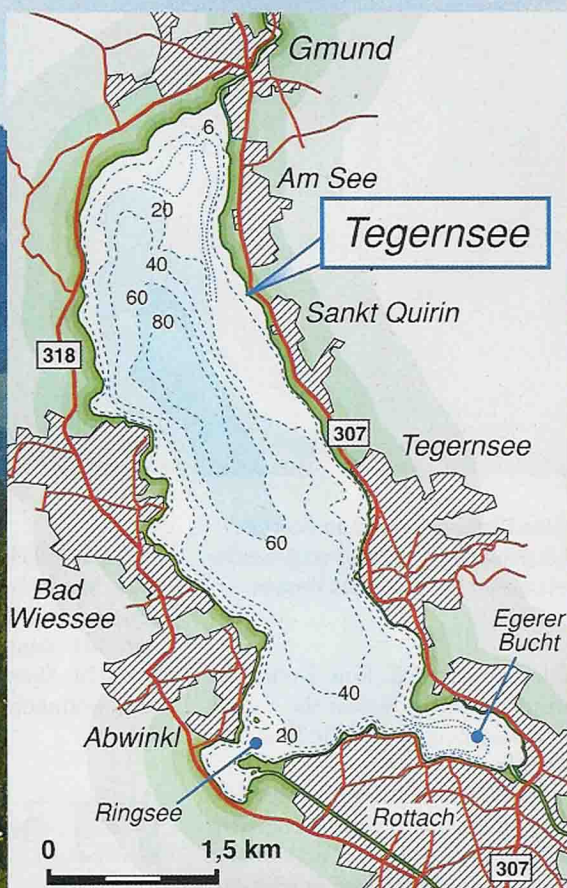 Gmund
6
Am See
20
Tegernsee
40
60
Sankt Quirin
80
318
307
Tegernsee
60
Bad
Wiessee
Egerer
Bucht
40
Abwinkl
20
Ringsee
Rottach
0 1,5 km
307